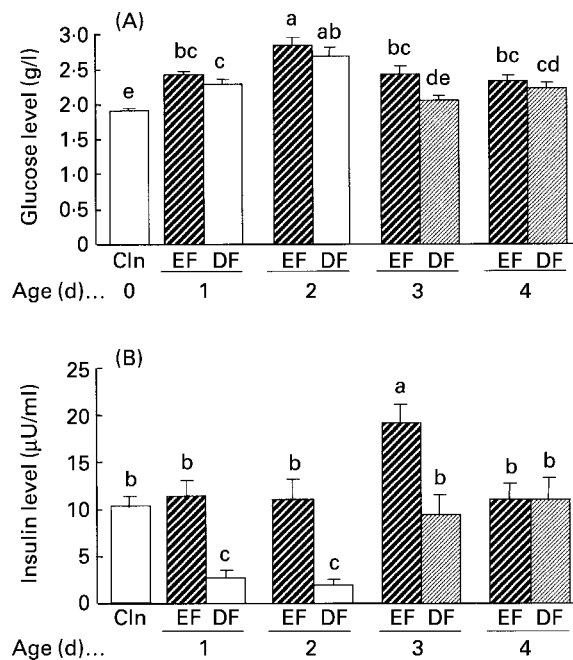 (A)
Glucose level (g/l)
3·0
2·5
2·0
1·5
1·0
0·5
0
e bc c a ab bc de bc cd
Cln EF DF EF DF EF DF EF DF
Age (d)... 0 1 2 3 4
(B)
Insulin level (μU/ml)
25
20
15
10
5
0
b b c b c a b b b
Cln EF DF EF DF EF DF EF DF
Age (d)... 1 2 3 4